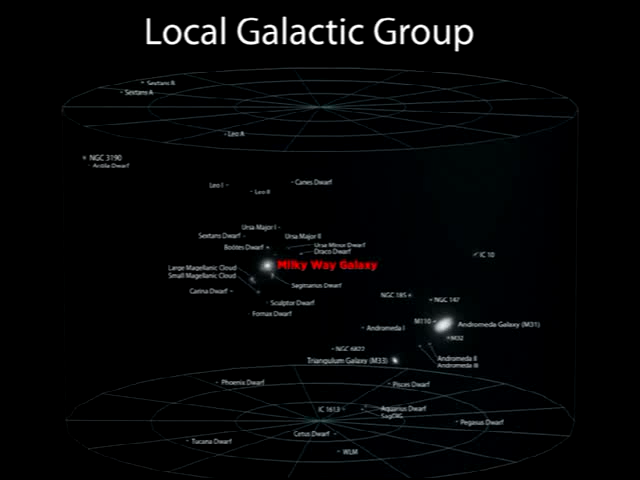 Local Galactic Group
Sextans B
Sextans A
Leo A
NGC 3190
Antlia Dwarf
Leo I
Leo II
Canes Dwarf
Ursa Major I
Sextans Dwarf
Ursa Major II
Ursa Minor Dwarf
Boötes Dwarf
Draco Dwarf
IC 10
Milky Way Galaxy
Large Magellanic Cloud
Small Magellanic Cloud
Sagittarius Dwarf
Carina Dwarf
NGC 185
NGC 147
Sculptor Dwarf
Fornax Dwarf
M110
Andromeda Galaxy (M31)
Andromeda I
M32
NGC 6822
Triangulum Galaxy (M33)
Andromeda II
Andromeda III
Phoenix Dwarf
Pisces Dwarf
IC 1613
Aquarius Dwarf
SagDIG
Pegasus Dwarf
Cetus Dwarf
Tucana Dwarf
WLM